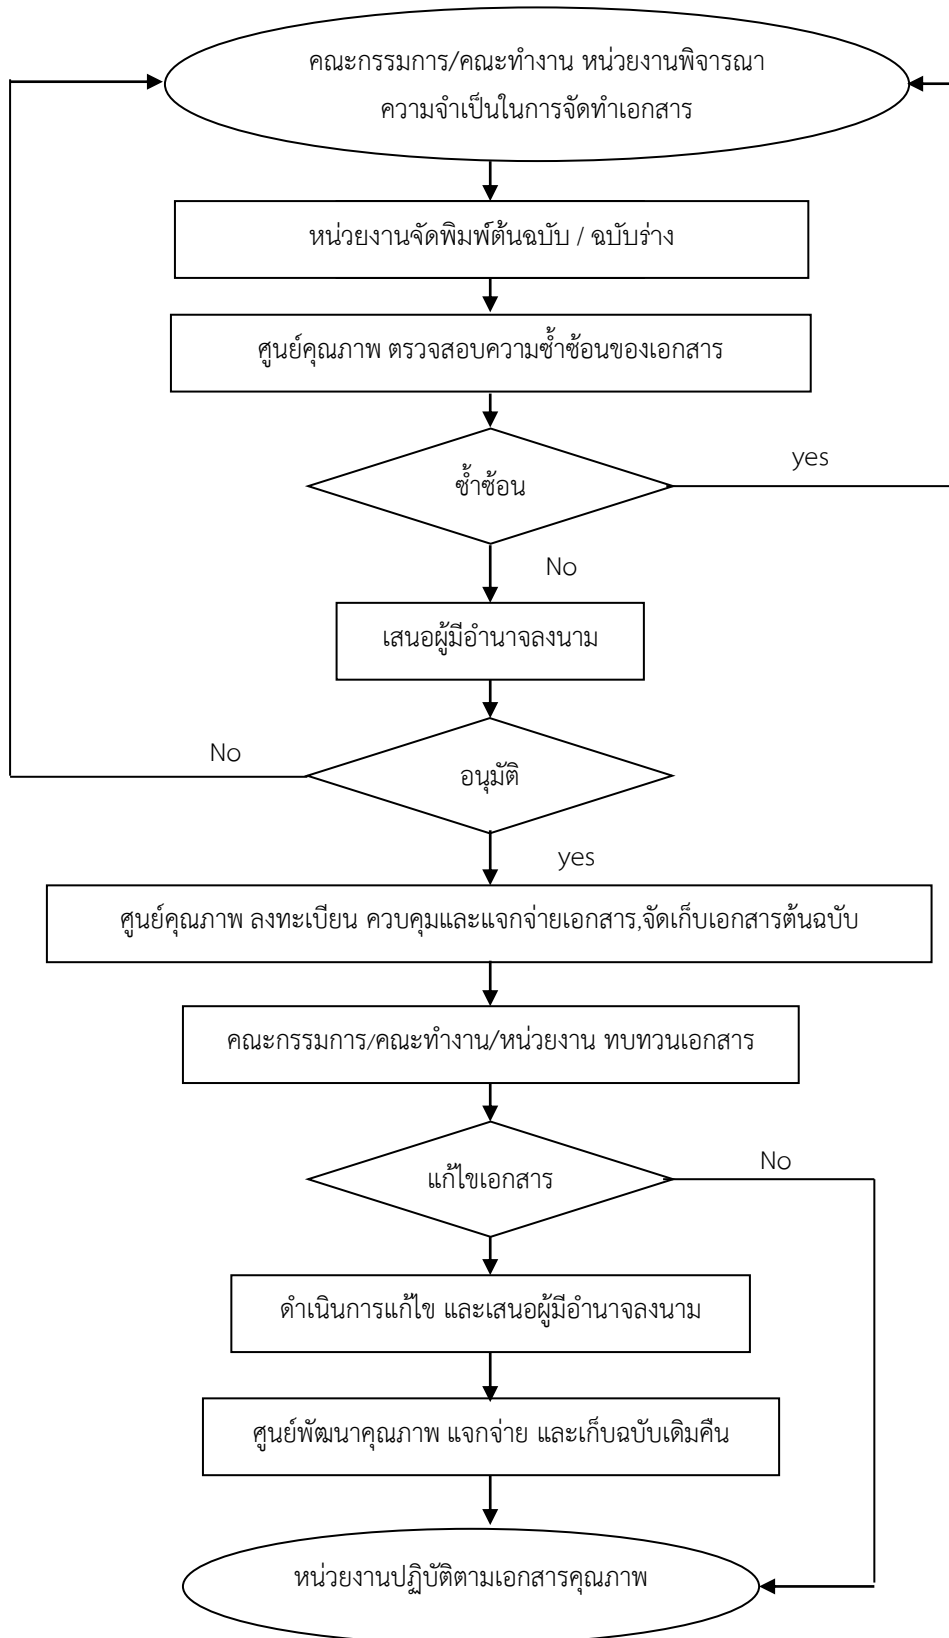 คณะกรรมการ/คณะทำงาน หน่วยงานพิจารณา
ความจำเป็นในการจัดทำเอกสาร
หน่วยงานจัดพิมพ์ต้นฉบับ / ฉบับร่าง
ศูนย์คุณภาพ ตรวจสอบความซ้ำซ้อนของเอกสาร
ซ้ำซ้อน
yes
No
เสนอผู้มีอำนาจลงนาม
อนุมัติ
No
yes
ศูนย์คุณภาพ ลงทะเบียน ควบคุมและแจกจ่ายเอกสาร,จัดเก็บเอกสารต้นฉบับ
คณะกรรมการ/คณะทำงาน/หน่วยงาน ทบทวนเอกสาร
แก้ไขเอกสาร
No
ดำเนินการแก้ไข และเสนอผู้มีอำนาจลงนาม
ศูนย์พัฒนาคุณภาพ แจกจ่าย และเก็บฉบับเดิมคืน
หน่วยงานปฏิบัติตามเอกสารคุณภาพ